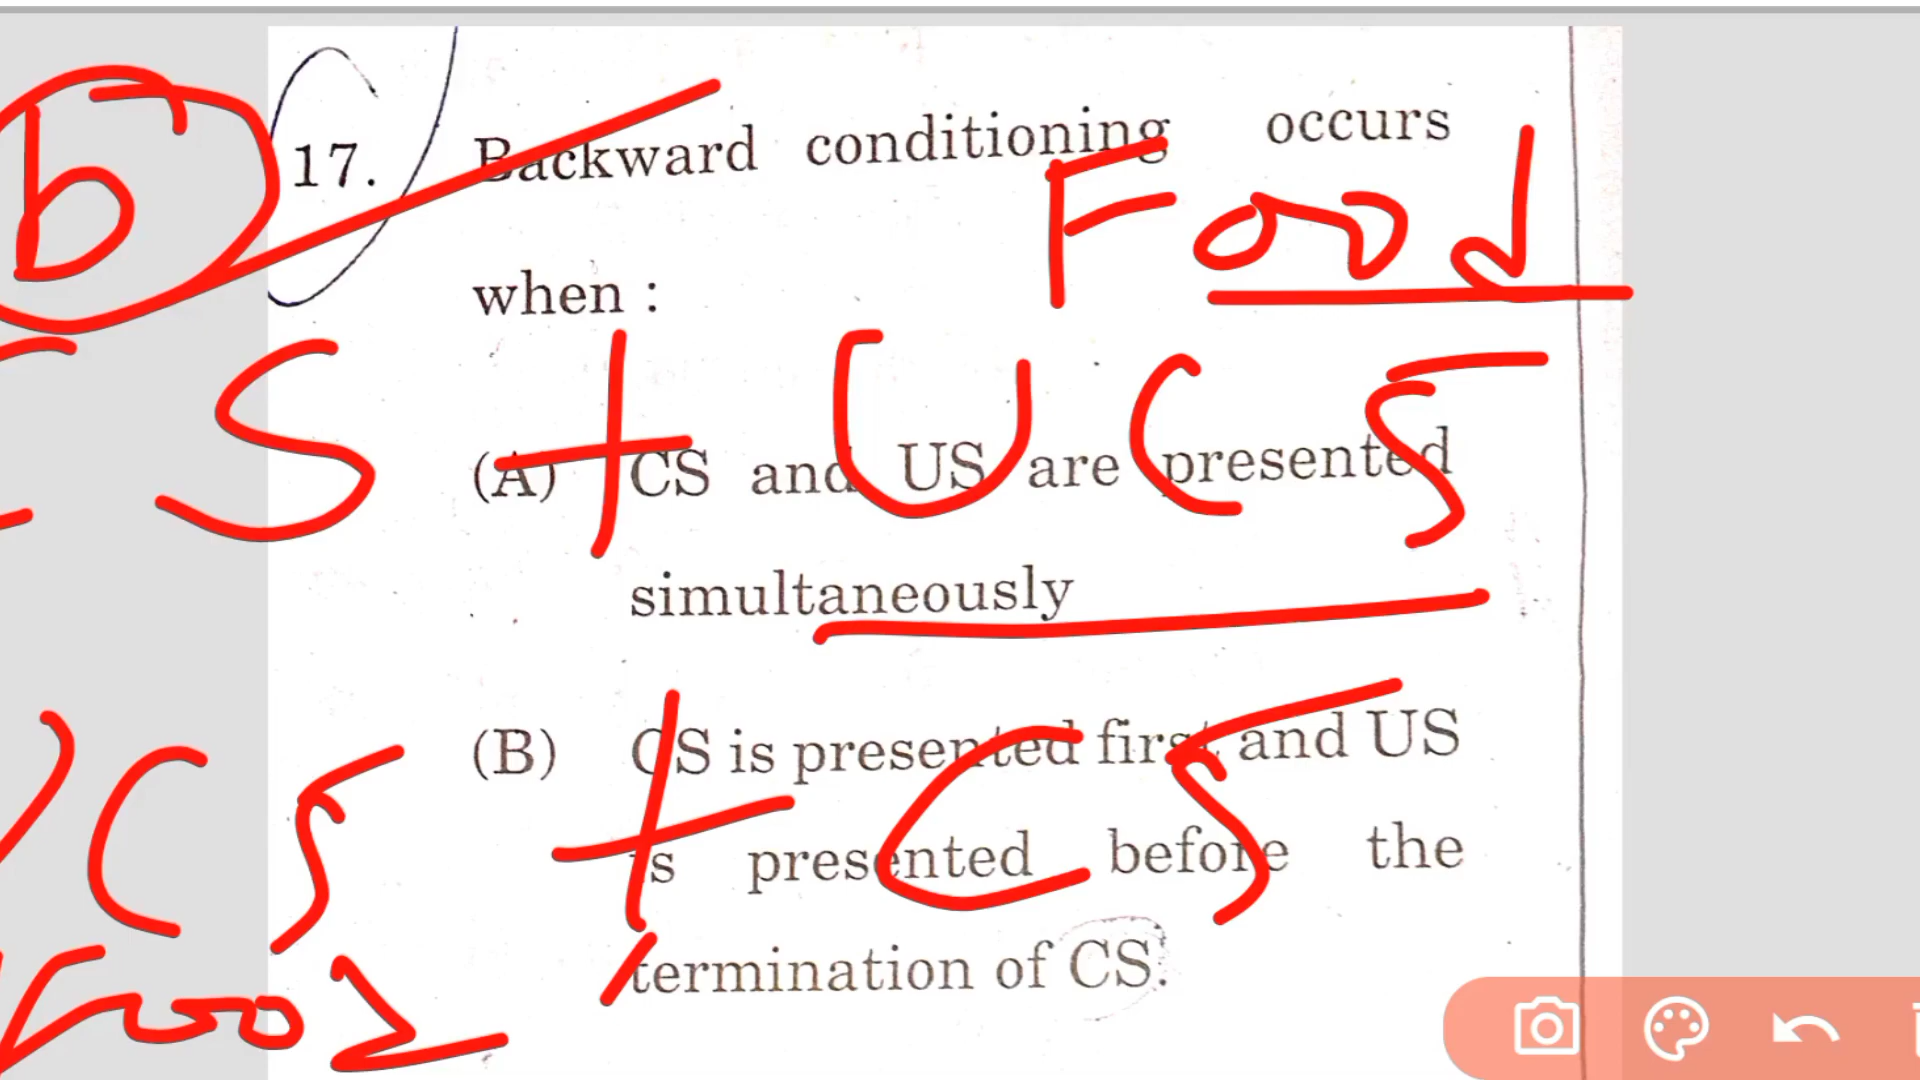 b
17. Backward conditioning occurs
Food
when :
S + UCS
(A) CS and US are presented
simultaneously
(B) CS is presented first and US
CS + CS
is presented before the
termination of CS.